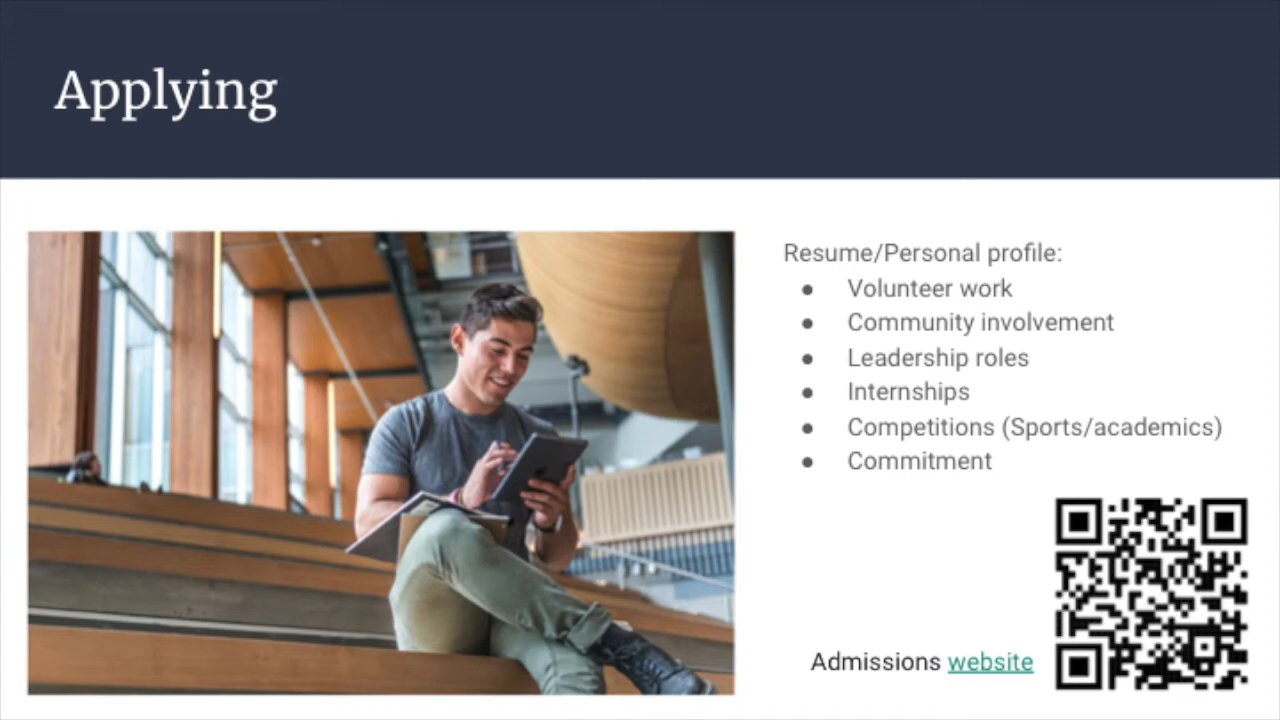 Applying
Resume/Personal profile:
● Volunteer work
● Community involvement
● Leadership roles
● Internships
● Competitions (Sports/academics)
● Commitment
Admissions website